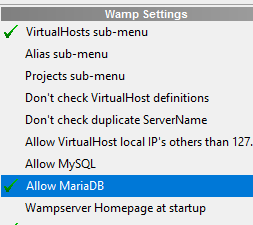 Wamp Settings
VirtualHosts sub-menu
Alias sub-menu
Projects sub-menu
Don't check VirtualHost definitions
Don't check duplicate ServerName
Allow VirtualHost local IP's others than 127.
Allow MySQL
Allow MariaDB
Wampserver Homepage at startup